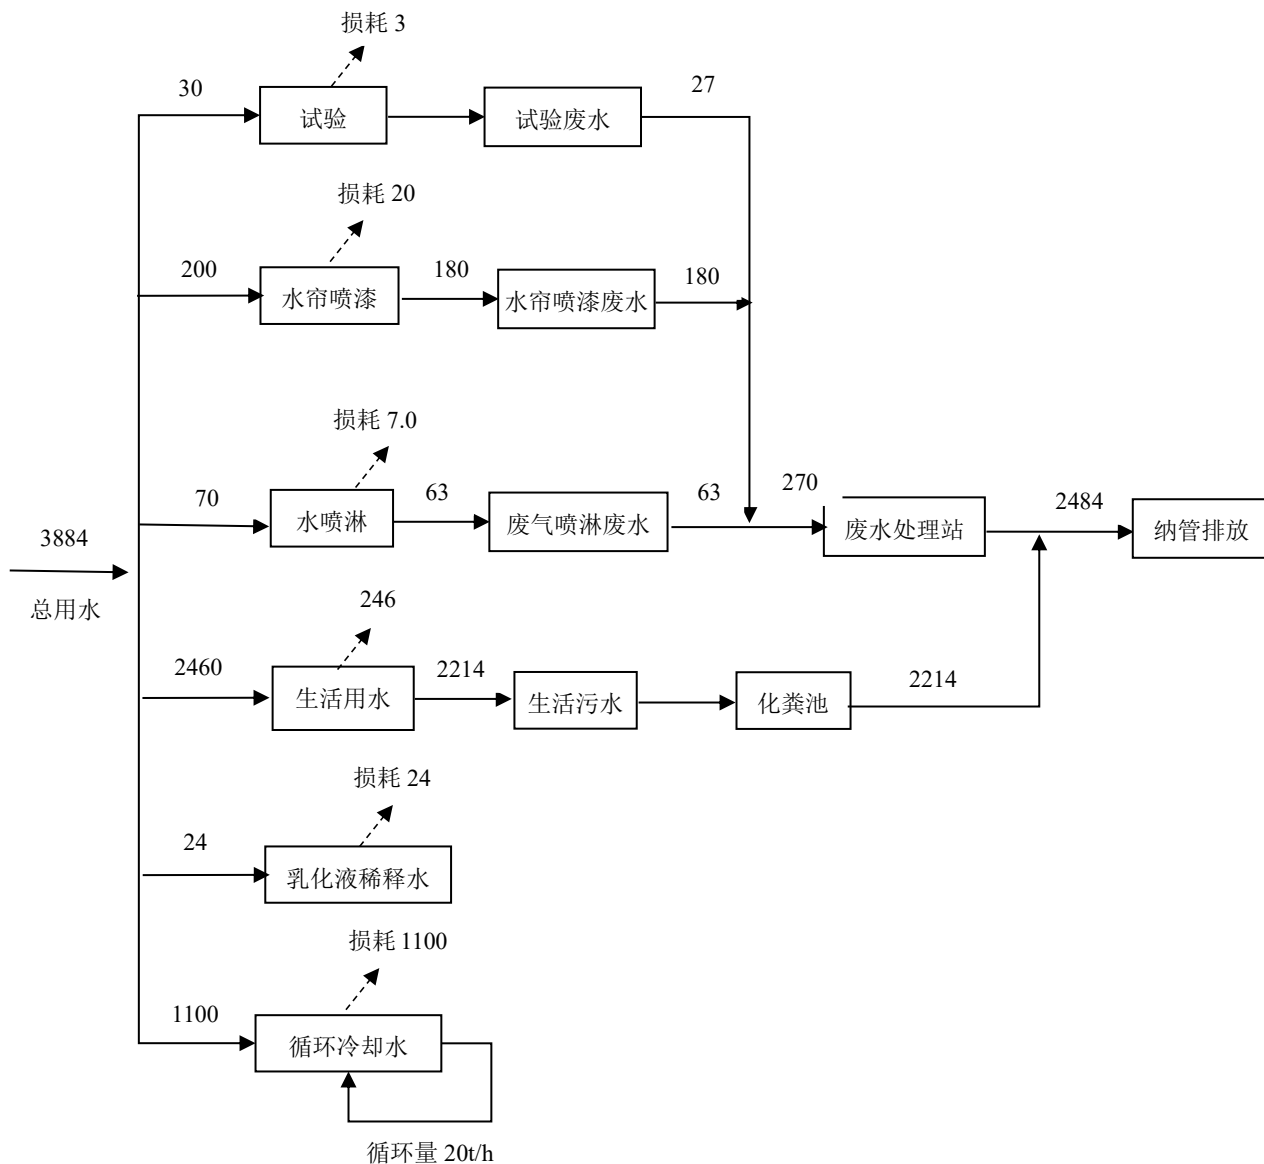 损耗 3
30
试验
试验废水
27
损耗 20
200
水帘喷漆
180
水帘喷漆废水
180
损耗 7.0
70
水喷淋
63
废气喷淋废水
63
270
废水处理站
2484
纳管排放
3884
总用水
246
2460
生活用水
2214
生活污水
化粪池
2214
损耗 24
24
乳化液稀释水
损耗 1100
1100
循环冷却水
循环量 20t/h